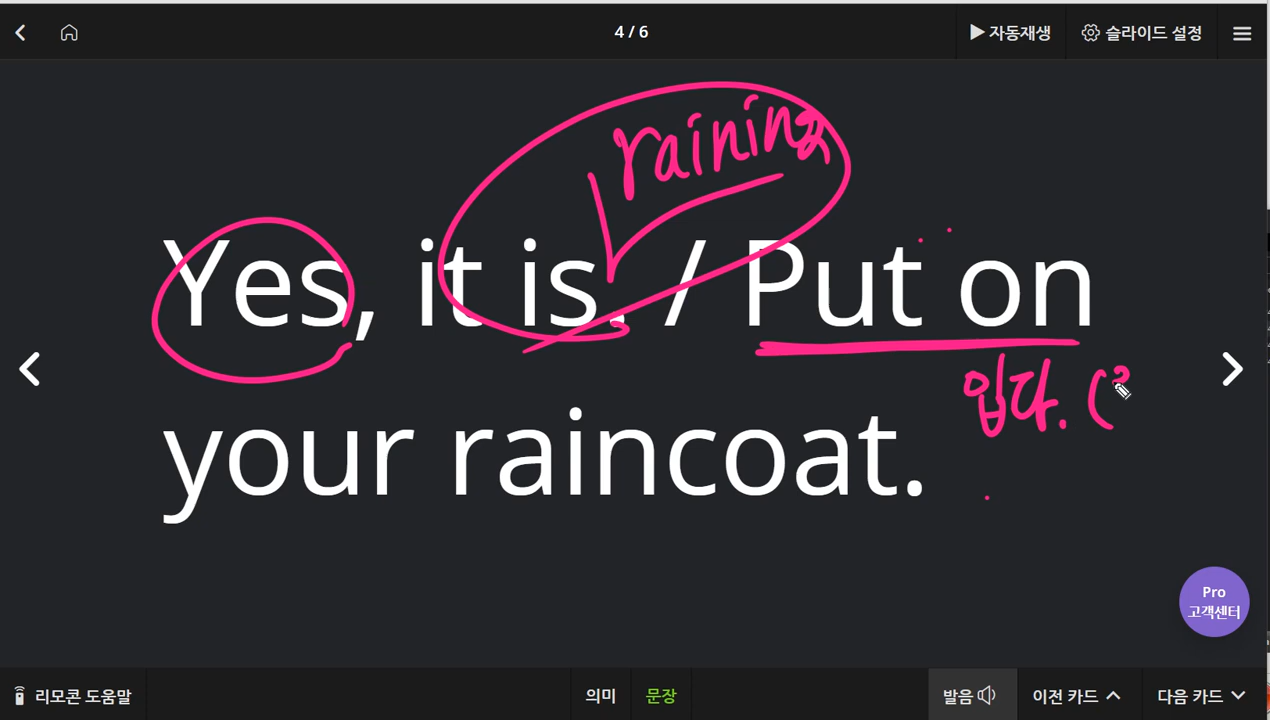 4 / 6
자동재생
슬라이드 설정
raining
Yes, it is. / Put on
입다. (
your raincoat.
Pro
고객센터
리모콘 도움말
의미
문장
발음
이전 카드
다음 카드